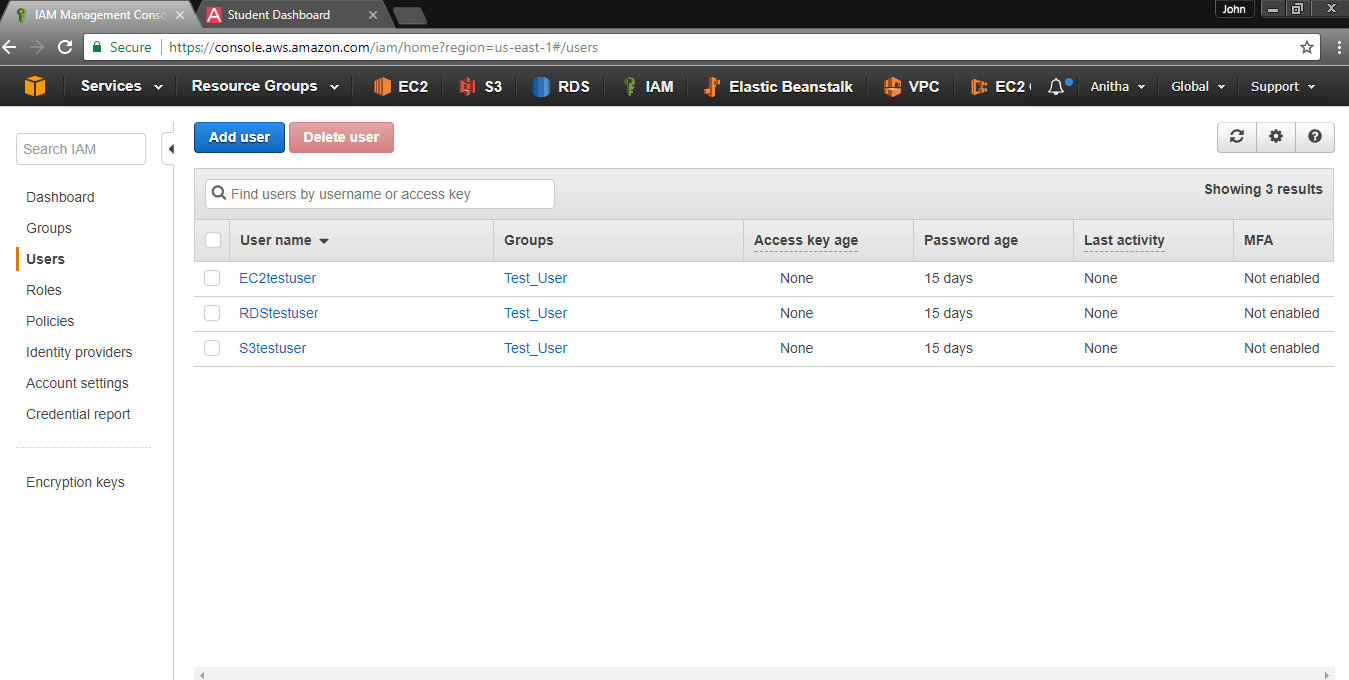 IAM Management Conso
Student Dashboard
John
Secure
https://console.aws.amazon.com/iam/home?region=us-east-1#/users
Services Resource Groups EC2 S3 RDS IAM Elastic Beanstalk VPC EC2 Anitha Global Support
Search IAM
Dashboard
Groups
Users
Roles
Policies
Identity providers
Account settings
Credential report
Encryption keys
Add user Delete user
Find users by username or access key
Showing 3 results
User name Groups Access key age Password age Last activity MFA
EC2testuser Test_User None 15 days None Not enabled
RDStestuser Test_User None 15 days None Not enabled
S3testuser Test_User None 15 days None Not enabled